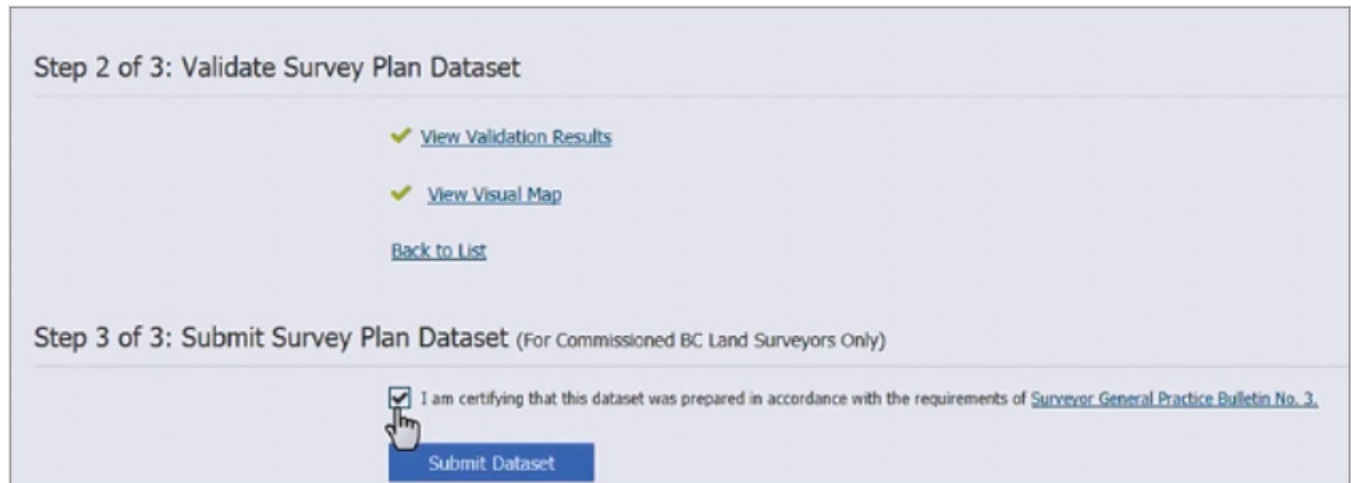 Step 2 of 3: Validate Survey Plan Dataset
View Validation Results
View Visual Map
Back to List
Step 3 of 3: Submit Survey Plan Dataset (For Commissioned BC Land Surveyors Only)
I am certifying that this dataset was prepared in accordance with the requirements of Surveyor General Practice Bulletin No. 3.
Submit Dataset